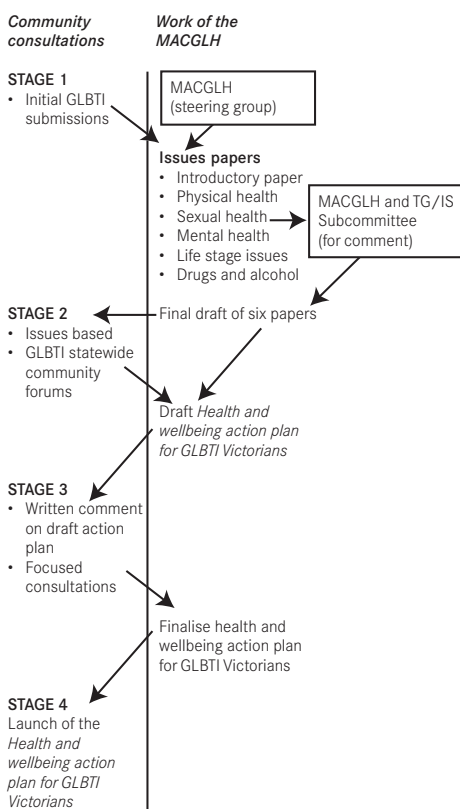 Community
consultations
Work of the
MACGLH
STAGE 1
• Initial GLBTI
submissions
MACGLH
(steering group)
Issues papers
• Introductory paper
• Physical health
• Sexual health
• Mental health
• Life stage issues
• Drugs and alcohol
MACGLH and TG/IS
Subcommittee
(for comment)
Final draft of six papers
STAGE 2
• Issues based
• GLBTI statewide
community
forums
Draft Health and
wellbeing action plan
for GLBTI Victorians
STAGE 3
• Written comment
on draft action
plan
• Focused
consultations
Finalise health and
wellbeing action plan
for GLBTI Victorians
STAGE 4
Launch of the
Health and
wellbeing action
plan for GLBTI
Victorians